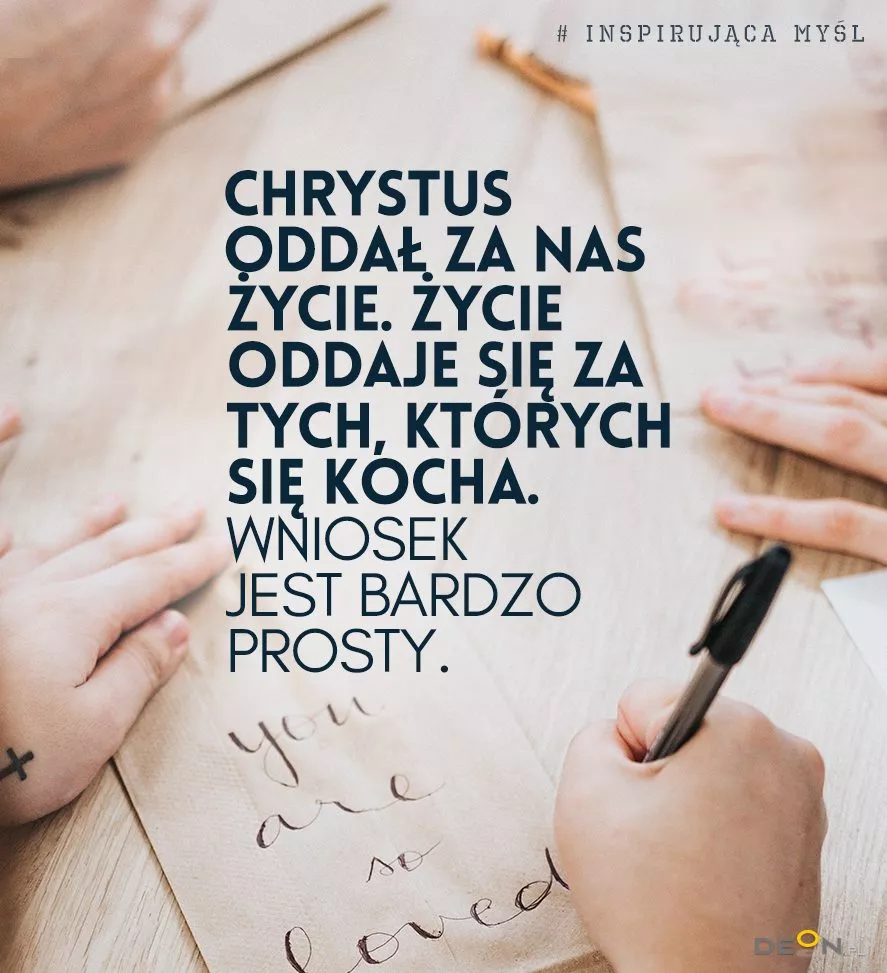 # INSPIRUJĄCA MYŚL
CHRYSTUS
ODDAŁ ZA NAS
ŻYCIE. ŻYCIE
ODDAJE SIĘ ZA
TYCH, KTÓRYCH
SIĘ KOCHA.
WNIOSEK
JEST BARDZO
PROSTY.
you
are
so
loved
DEON.PL